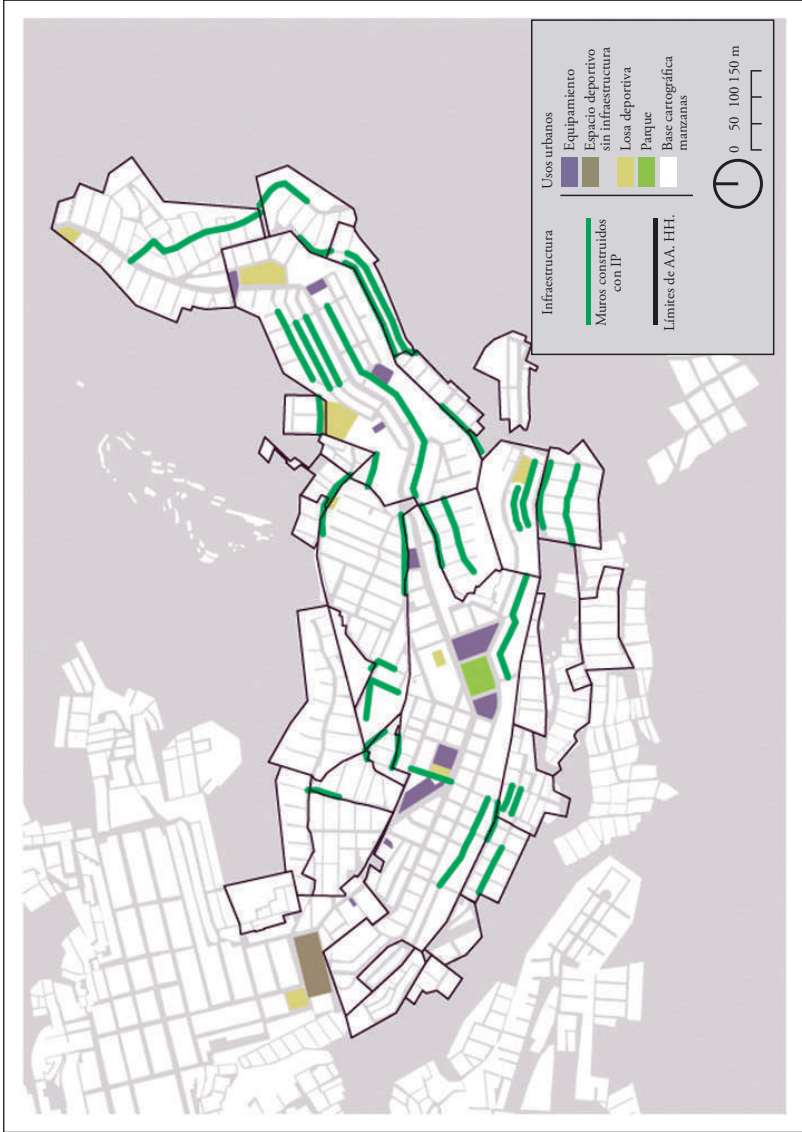 Infraestructura
Muros construidos
con IP
Límites de AA. HH.
Usos urbanos
Equipamiento
Espacio deportivo
sin infraestructura
Losa deportiva
Parque
Base cartográfica
manzanas
0 50 100 150 m